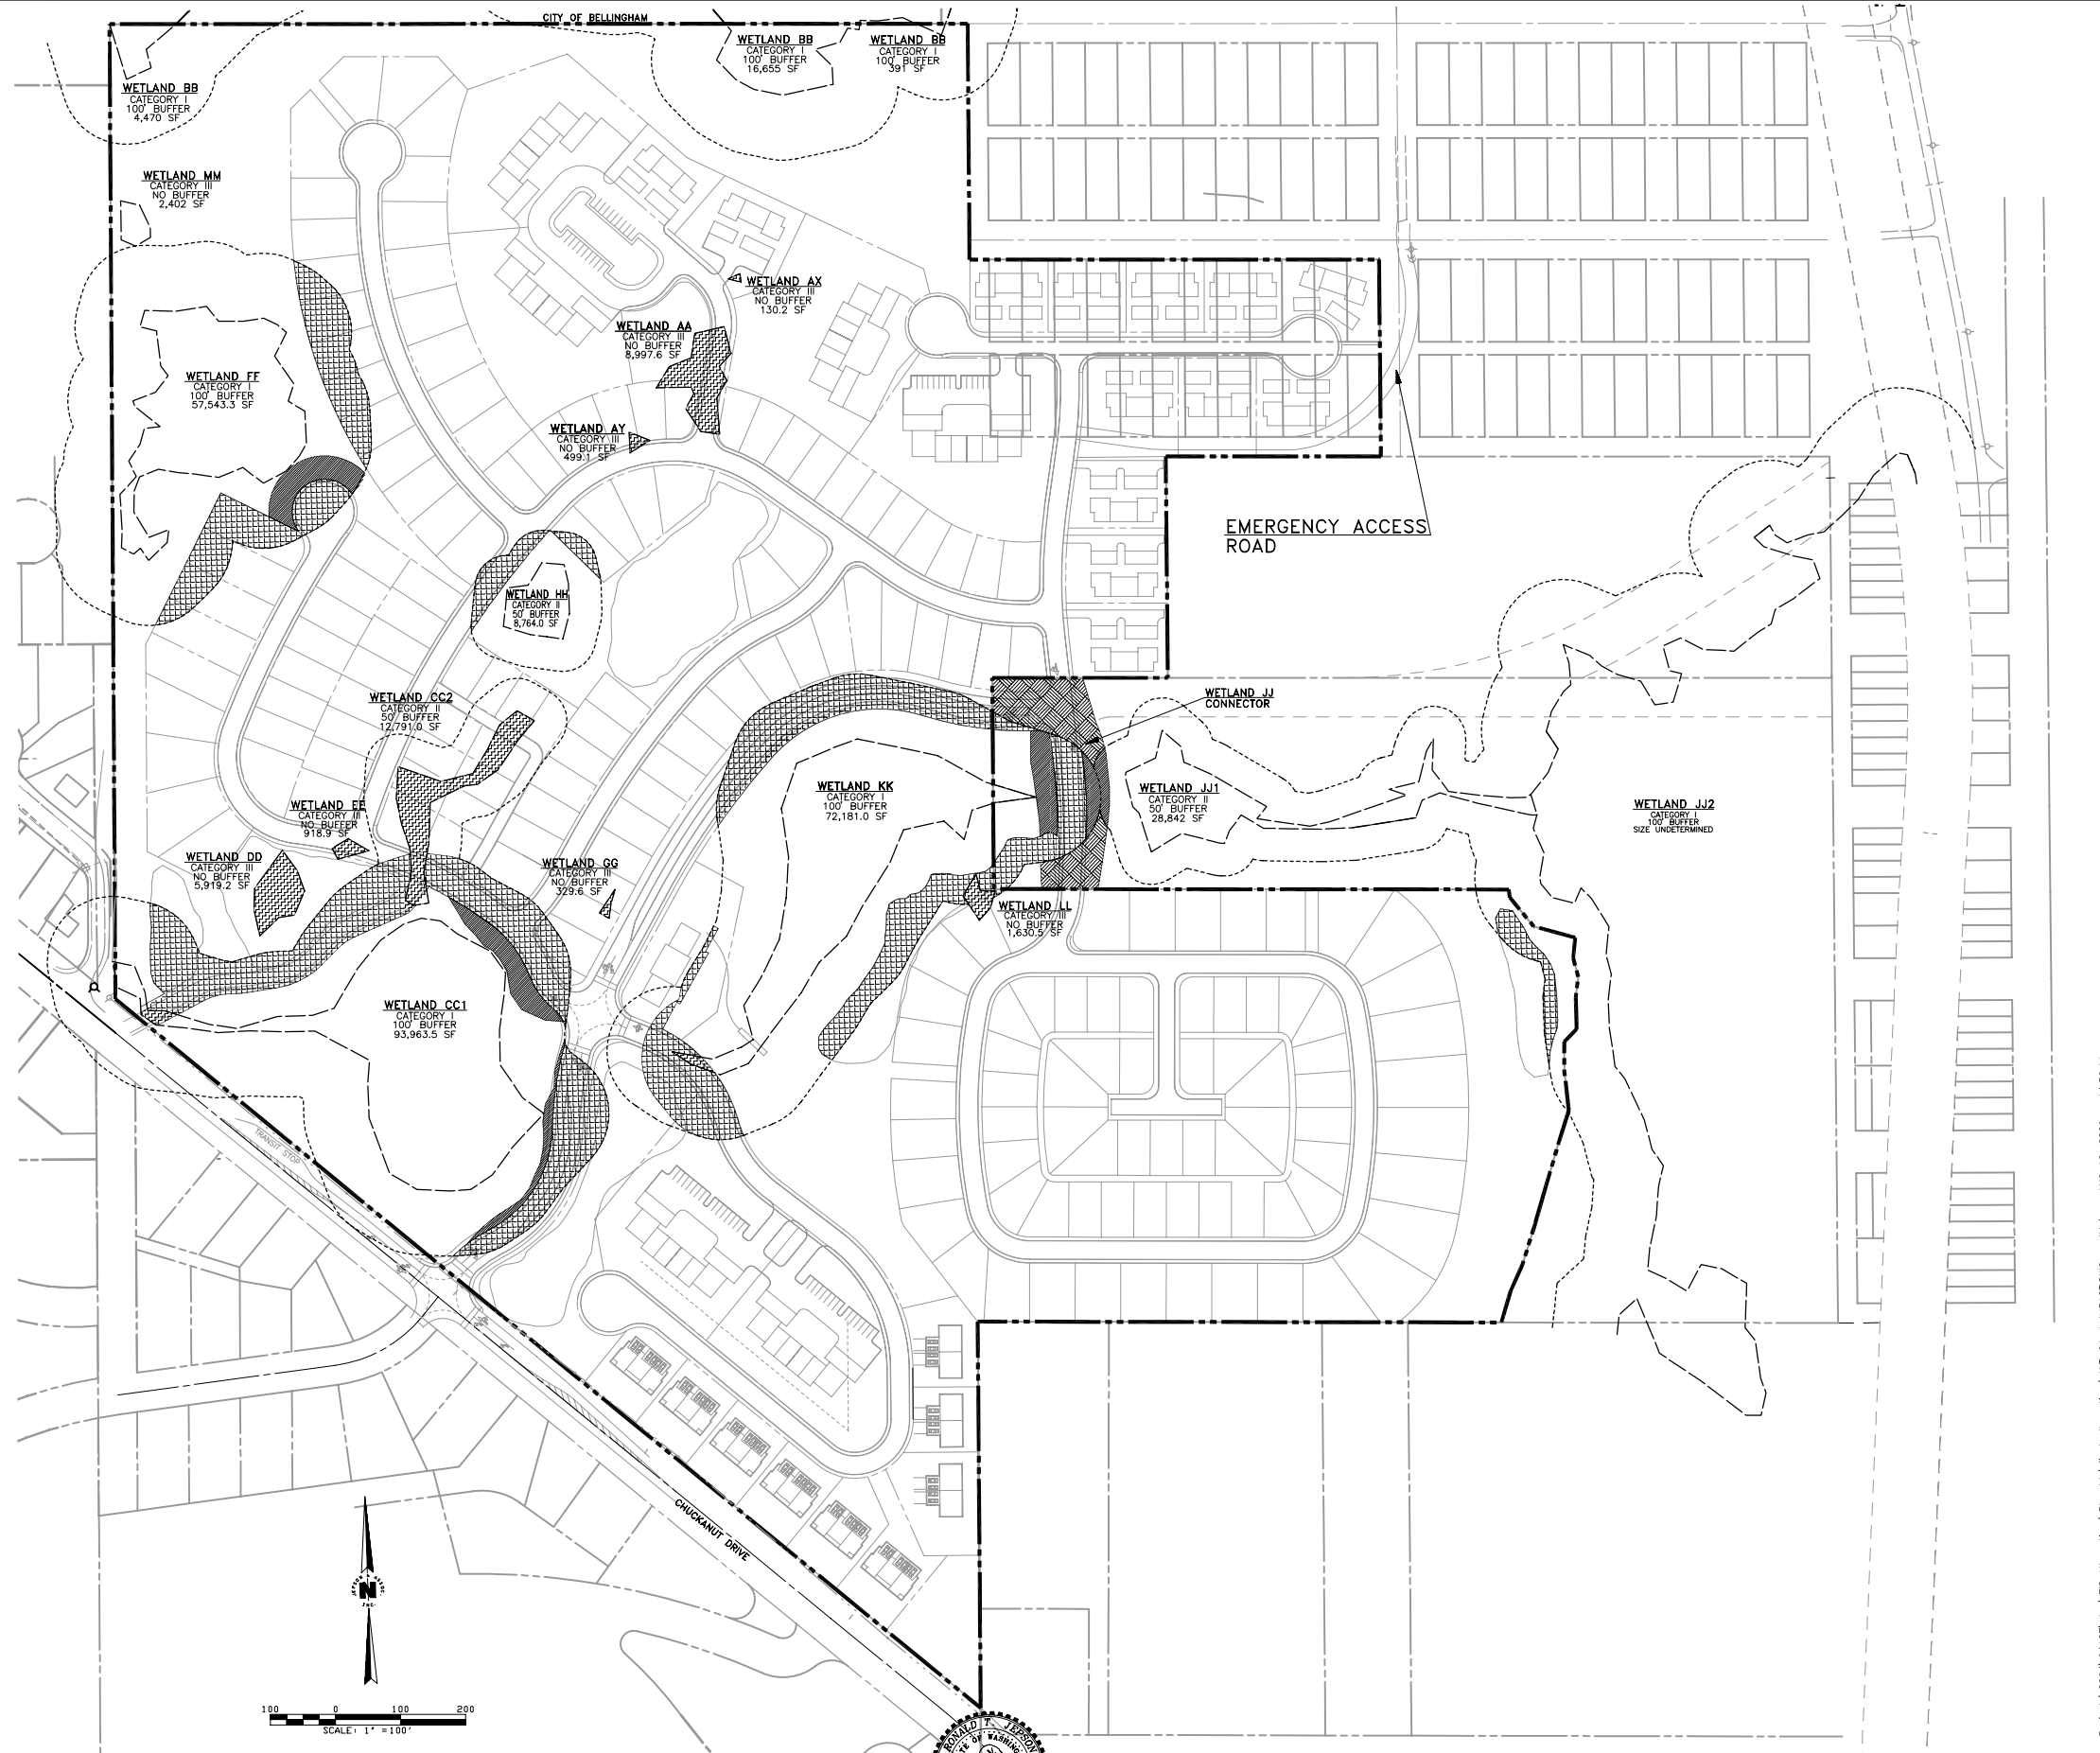 CITY OF BELLINGHAM
WETLAND BB
CATEGORY I
100' BUFFER
16,655 SF
WETLAND BB
CATEGORY I
100' BUFFER
391 SF
WETLAND BB
CATEGORY I
100' BUFFER
4,470 SF
WETLAND MM
CATEGORY III
NO BUFFER
2,402 SF
WETLAND AX
CATEGORY III
NO BUFFER
130.2 SF
WETLAND AA
CATEGORY III
NO BUFFER
8,997.6 SF
WETLAND FF
CATEGORY I
100' BUFFER
57,543.3 SF
WETLAND AY
CATEGORY III
NO BUFFER
499.1 SF
EMERGENCY ACCESS
ROAD
WETLAND HH
CATEGORY II
50' BUFFER
8,764.0 SF
WETLAND CC2
CATEGORY II
50' BUFFER
12,791.0 SF
WETLAND JJ
CONNECTOR
WETLAND KK
CATEGORY I
100' BUFFER
72,181.0 SF
WETLAND JJ1
CATEGORY II
50' BUFFER
28,842 SF
WETLAND JJ2
CATEGORY I
100' BUFFER
SIZE UNDETERMINED
WETLAND EE
CATEGORY III
NO BUFFER
918.9 SF
WETLAND DD
CATEGORY III
NO BUFFER
5,919.2 SF
WETLAND GG
CATEGORY III
NO BUFFER
329.6 SF
WETLAND LL
CATEGORY III
NO BUFFER
1,630.5 SF
WETLAND CC1
CATEGORY I
100' BUFFER
93,963.5 SF
TRANSIT STOP
CHUCKANUT DRIVE
N
100 0 100 200
SCALE: 1" =100'
RONALD T. JEPSON